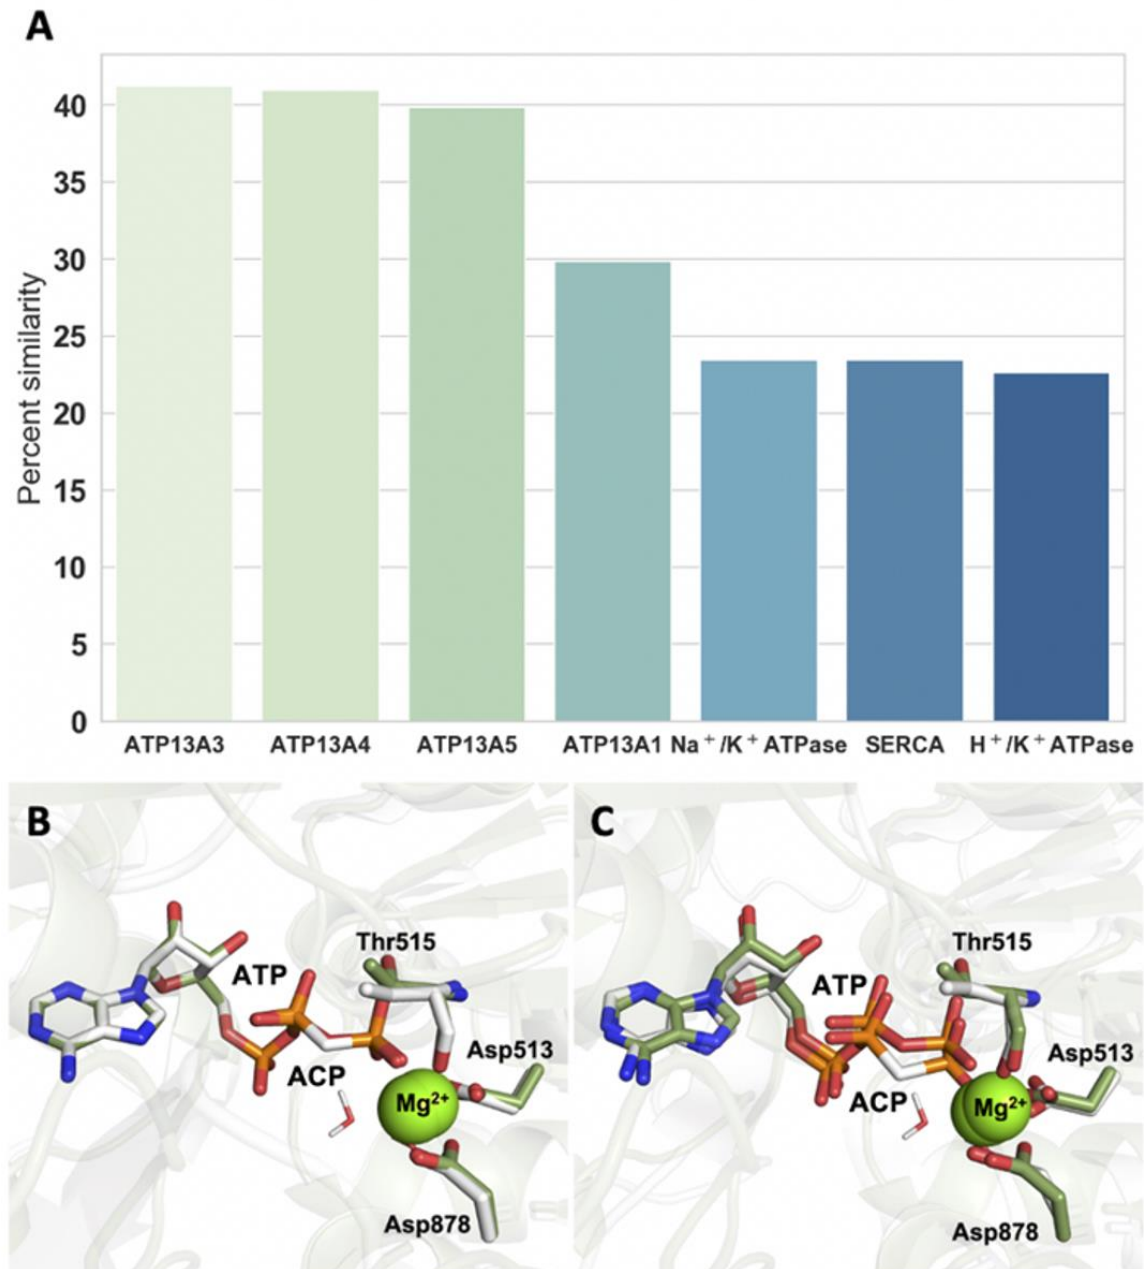 A
Percent similarity
40
35
30
25
20
15
10
5
0
ATP13A3 ATP13A4 ATP13A5 ATP13A1 Na⁺/K⁺ ATPase SERCA H⁺/K⁺ ATPase
B
Thr515
ATP
Asp513
ACP
Mg²⁺
Asp878
C
Thr515
ATP
Asp513
ACP
Mg²⁺
Asp878